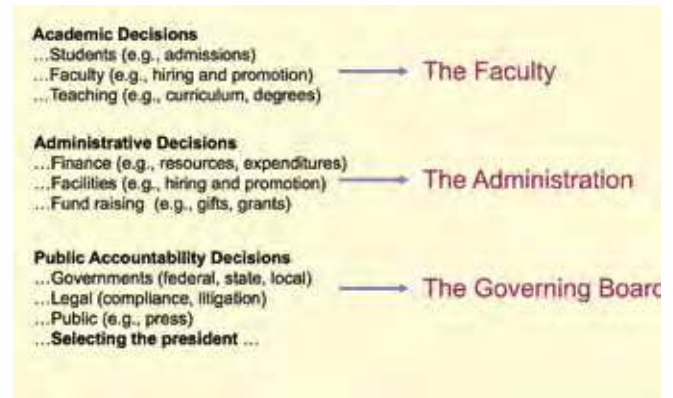 Academic Decisions
...Students (e.g., admissions)
...Faculty (e.g., hiring and promotion)
...Teaching (e.g., curriculum, degrees)
The Faculty
Administrative Decisions
...Finance (e.g., resources, expenditures)
...Facilities (e.g., hiring and promotion)
...Fund raising (e.g., gifts, grants)
The Administration
Public Accountability Decisions
...Governments (federal, state, local)
...Legal (compliance, litigation)
...Public (e.g., press)
...Selecting the president ...
The Governing Board